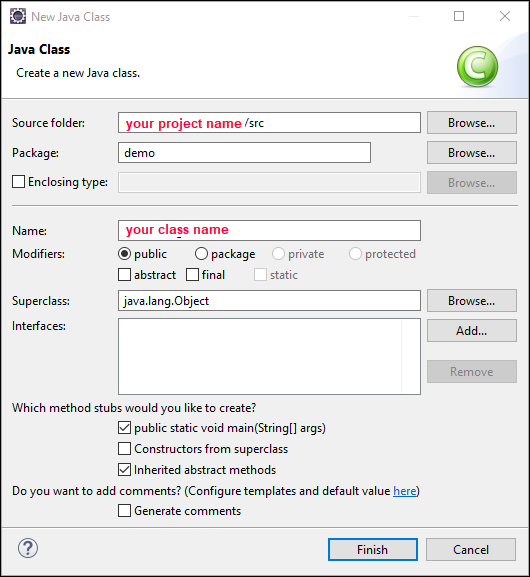 New Java Class
Java Class
Create a new Java class.
C
Source folder: your project name /src Browse...
Package: demo Browse...
Enclosing type: Browse...
Name: your class name
Modifiers: public package private protected
abstract final static
Superclass: java.lang.Object Browse...
Interfaces: Add...
Remove
Which method stubs would you like to create?
public static void main(String[] args)
Constructors from superclass
Inherited abstract methods
Do you want to add comments? (Configure templates and default value here)
Generate comments
? Finish Cancel